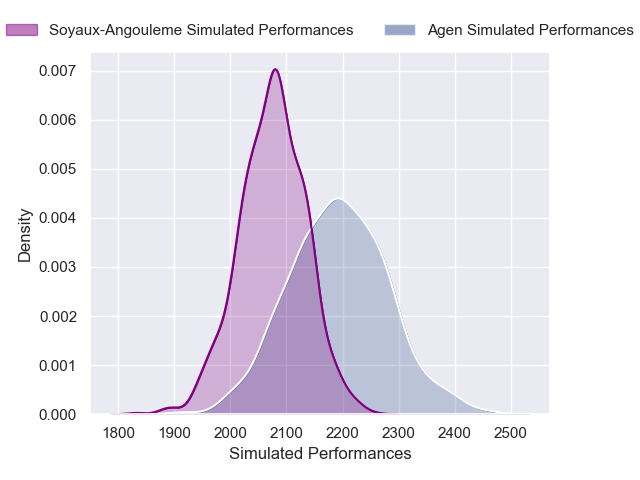 Soyaux-Angouleme Simulated Performances Agen Simulated Performances
0.007
0.006
0.005
0.004
0.003
0.002
0.001
0.000
Density
1800 1900 2000 2100 2200 2300 2400 2500
Simulated Performances